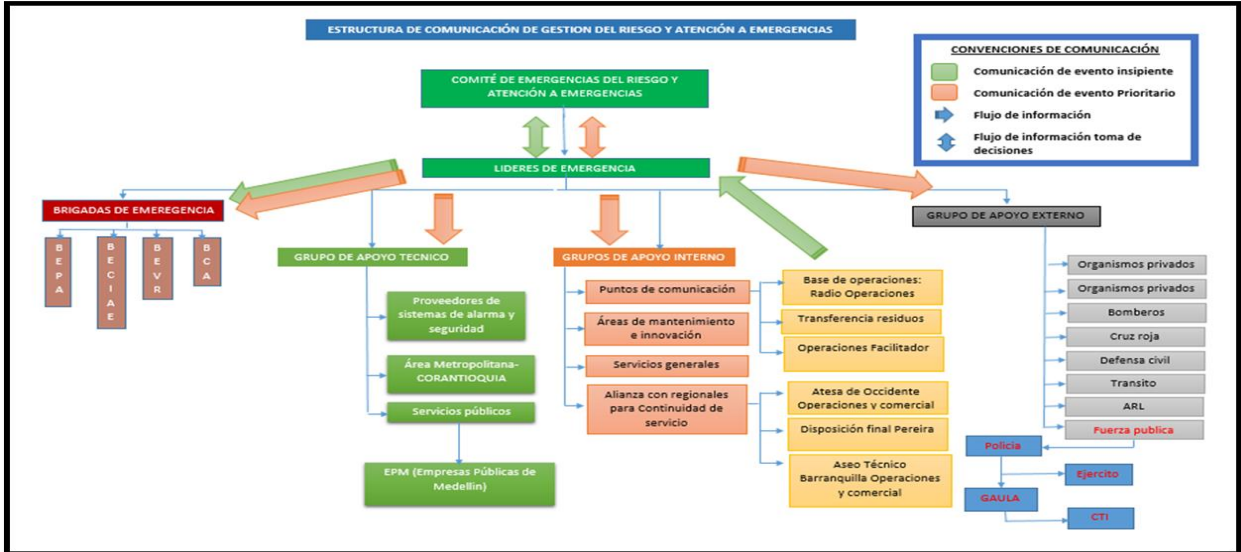 ESTRUCTURA DE COMUNICACIÓN DE GESTION DEL RIESGO Y ATENCIÓN A EMERGENCIAS
CONVENCIONES DE COMUNICACIÓN
Comunicación de evento insipiente
Comunicación de evento Prioritario
Flujo de información
Flujo de información toma de
decisiones
COMITÉ DE EMERGENCIAS DEL RIESGO Y
ATENCIÓN A EMERGENCIAS
LIDERES DE EMERGENCIA
BRIGADAS DE EMEREGENCIA
BEPA
BECIAE
BEVR
BCA
GRUPO DE APOYO TECNICO
Proveedores de
sistemas de alarma y
seguridad
Área Metropolitana-
CORANTIOQUIA
Servicios públicos
EPM (Empresas Públicas de
Medellin)
GRUPOS DE APOYO INTERNO
Puntos de comunicación
Áreas de mantenimiento
e innovación
Servicios generales
Alianza con regionales
para Continuidad de
servicio
Base de operaciones:
Radio Operaciones
Transferencia residuos
Operaciones Facilitador
Atesa de Occidente
Operaciones y comercial
Disposición final Pereira
Aseo Técnico
Barranquilla Operaciones
y comercial
GRUPO DE APOYO EXTERNO
Organismos privados
Organismos privados
Bomberos
Cruz roja
Defensa civil
Transito
ARL
Fuerza publica
Policia
Ejercito
GAULA
CTI